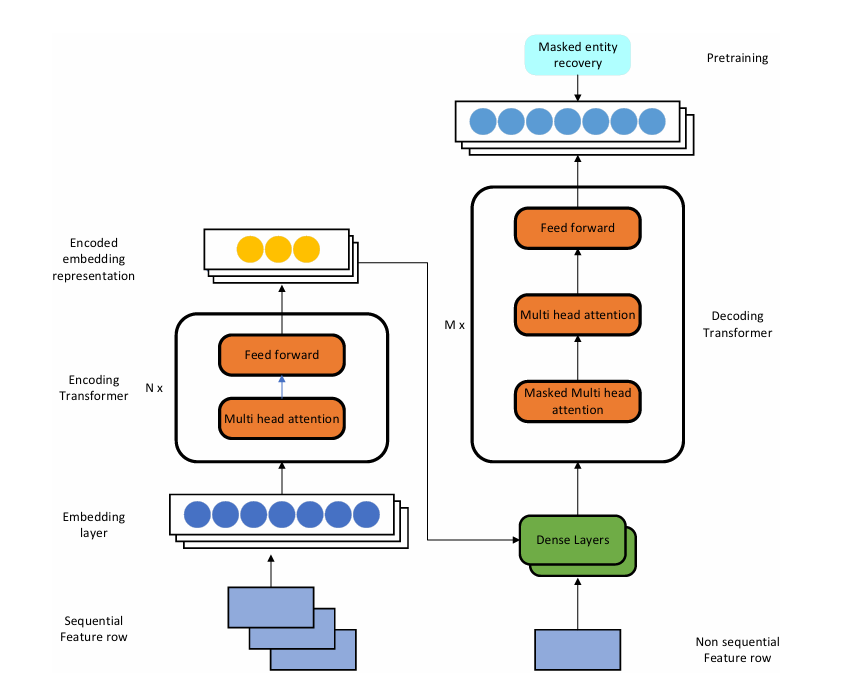 Masked entity
recovery
Pretraining
Feed forward
Encoded
embedding
representation
Multi head attention
M x
Decoding
Transformer
Feed forward
Encoding
Transformer
N x
Masked Multi head
attention
Multi head attention
Embedding
layer
Dense Layers
Sequential
Feature row
Non sequential
Feature row